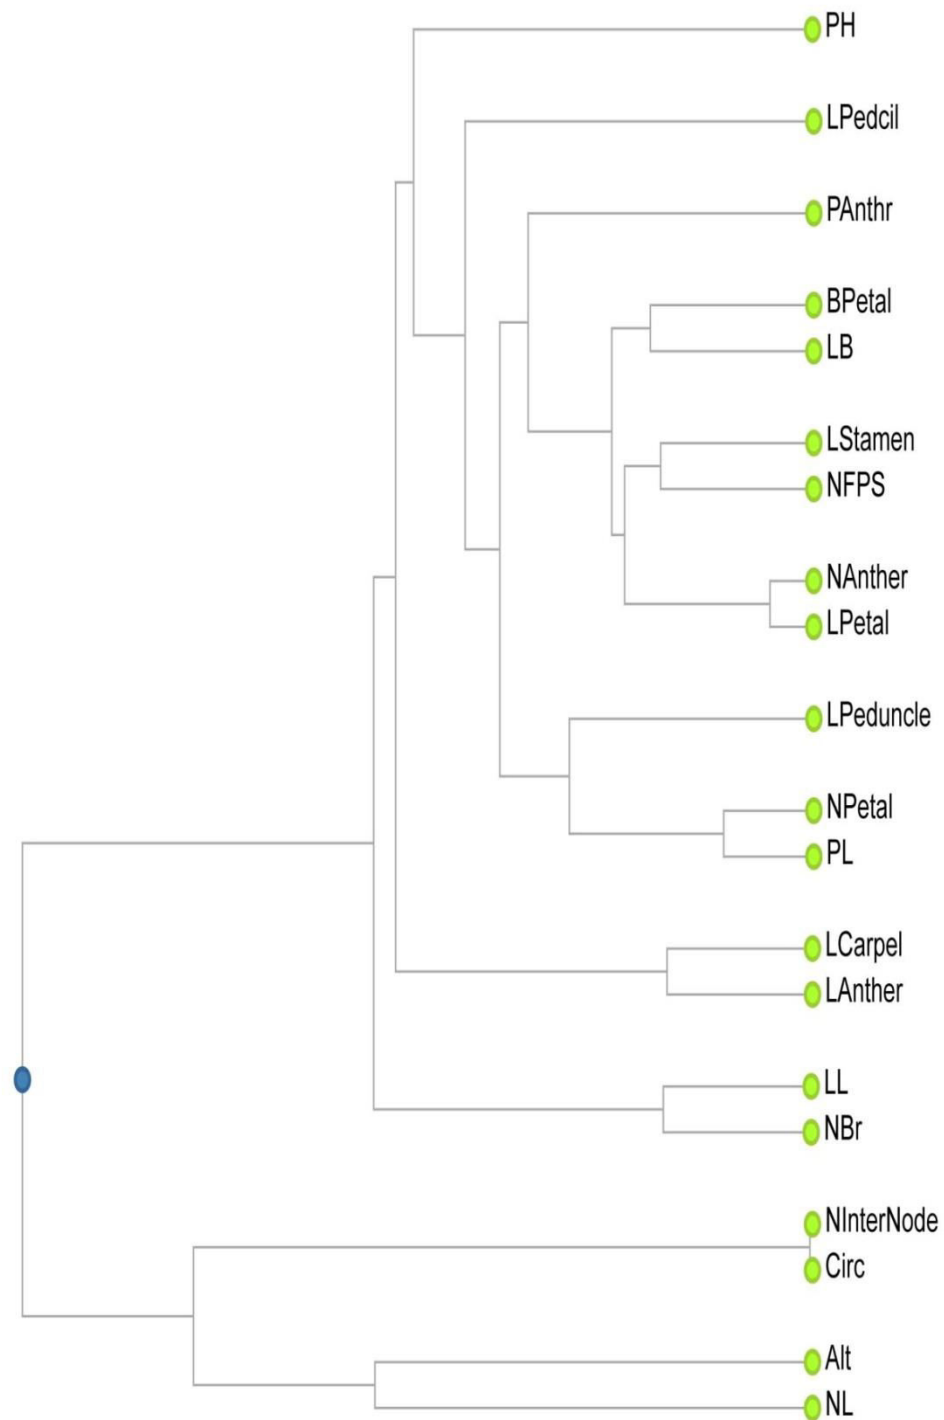 PH
LPedcil
PAnthr
BPetal
LB
LStamen
NFPS
NAnther
LPetal
LPeduncle
NPetal
PL
LCarpel
LAnther
LL
NBr
NInterNode
Circ
Alt
NL